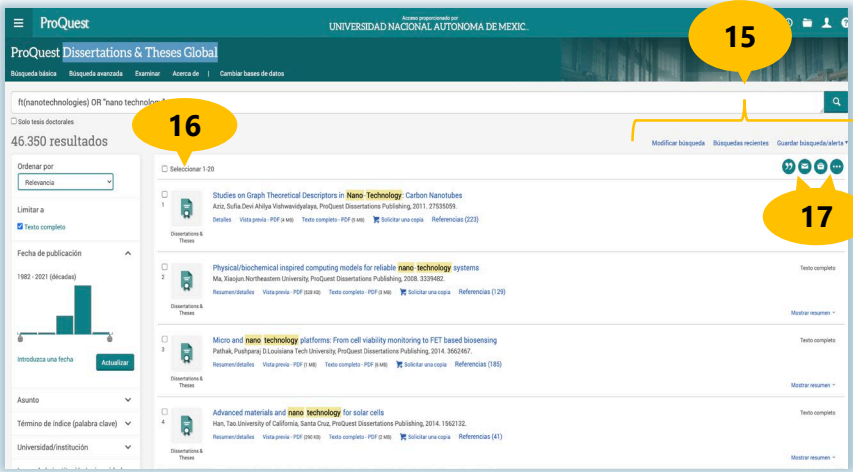 ProQuest
Acceso proporcionado por
UNIVERSIDAD NACIONAL AUTONOMA DE MEXIC...
ProQuest Dissertations & Theses Global
Búsqueda básica Búsqueda avanzada Examinar Acerca de | Cambiar bases de datos
15
ft(nanotechnologies) OR "nano technology"
Solo tesis doctorales
46.350 resultados
16
Modificar búsqueda Búsquedas recientes Guardar búsqueda/alerta
Ordenar por
Relevancia
Limitar a
Texto completo
Fecha de publicación
1982 - 2021 (décadas)
Introduzca una fecha Actualizar
Asunto
Término de índice (palabra clave)
Universidad/institución
Seleccionar 1-20
17
1
Studies on Graph Theoretical Descriptors in Nano-Technology: Carbon Nanotubes
Aziz, Sufia.Devi Ahilya Vishwavidyalaya, ProQuest Dissertations Publishing, 2011. 27535059.
Detalles Vista previa - PDF (4 MB) Texto completo - PDF (5 MB) Solicitar una copia Referencias (223)
Dissertations &
Theses
2
Physical/biochemical inspired computing models for reliable nano-technology systems
Texto completo
Ma, Xiaojun.Northeastern University, ProQuest Dissertations Publishing, 2008. 3339482.
Resumen/detalles Vista previa - PDF (528 KB) Texto completo - PDF (3 MB) Solicitar una copia Referencias (129)
Dissertations &
Theses
Mostrar resumen
3
Micro and nano technology platforms: From cell viability monitoring to FET based biosensing
Texto completo
Pathak, Pushparaj D.Louisiana Tech University, ProQuest Dissertations Publishing, 2014. 3662467.
Resumen/detalles Vista previa - PDF (1 MB) Texto completo - PDF (6 MB) Solicitar una copia Referencias (185)
Dissertations &
Theses
Mostrar resumen
4
Advanced materials and nano technology for solar cells
Texto completo
Han, Tao.University of California, Santa Cruz, ProQuest Dissertations Publishing, 2014. 1562132.
Resumen/detalles Vista previa - PDF (390 KB) Texto completo - PDF (2 MB) Solicitar una copia Referencias (41)
Dissertations &
Theses
Mostrar resumen